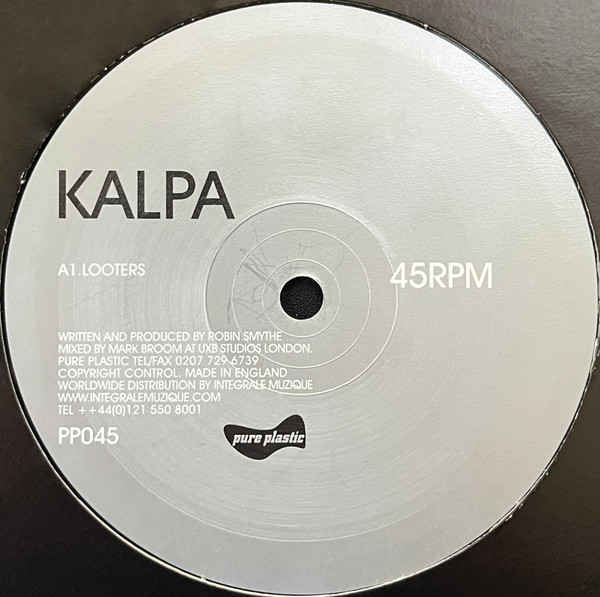 KALPA
A1.LOOTERS
45RPM
WRITTEN AND PRODUCED BY ROBIN SMYTHE
MIXED BY MARK BROOM AT UXB STUDIOS LONDON.
PURE PLASTIC TEL/FAX 0207 729 6739
COPYRIGHT CONTROL. MADE IN ENGLAND
WORLDWIDE DISTRIBUTION BY INTEGRALE MUZIQUE
WWW.INTEGRALEMUZIQUE.COM
TEL ++44(0)121 550 8001
PP045
pure plastic